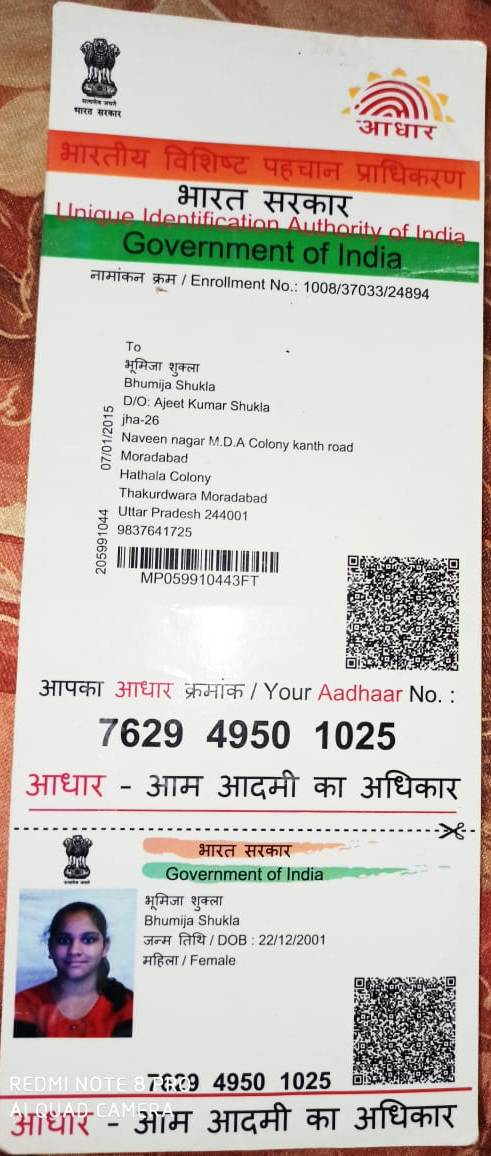 सत्यमेव जयते
भारत सरकार
आधार
भारतीय विशिष्ट पहचान प्राधिकरण
भारत सरकार
Unique Identification Authority of India
Government of India
नामांकन क्रम / Enrollment No.: 1008/37033/24894
To
भूमिजा शुक्ला
Bhumija Shukla
D/O: Ajeet Kumar Shukla
jha-26
Naveen nagar M.D.A Colony kanth road
Moradabad
Hathala Colony
Thakurdwara Moradabad
Uttar Pradesh 244001
9837641725
205991044
07/01/2015
MP059910443FT
आपका आधार क्रमांक / Your Aadhaar No. :
7629 4950 1025
आधार - आम आदमी का अधिकार
भारत सरकार
Government of India
भूमिजा शुक्ला
Bhumija Shukla
जन्म तिथि / DOB : 22/12/2001
महिला / Female
7629 4950 1025
REDMI NOTE 8 PRO
AI QUAD CAMERA
आधार - आम आदमी का अधिकार